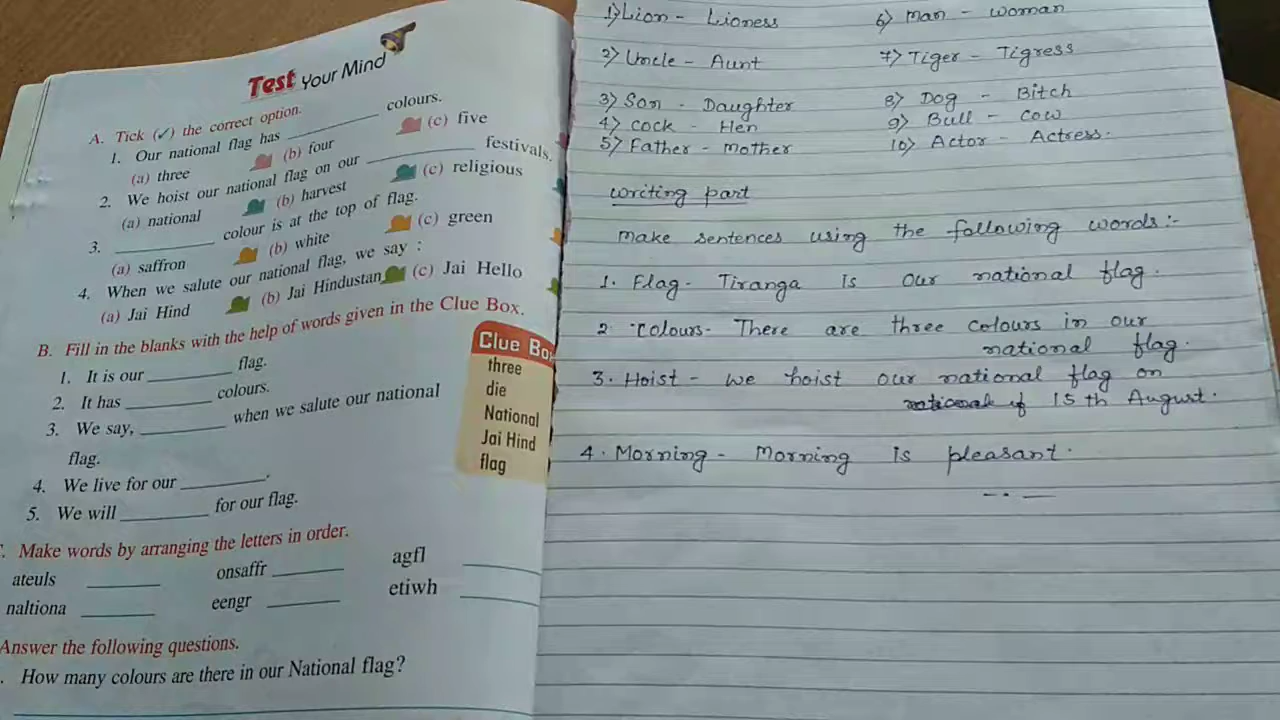 Test Your Mind
A. Tick (✓) the correct option.
1. Our national flag has ________ colours.
(a) three (b) four (c) five
2. We hoist our national flag on our ________ festivals.
(a) national (b) harvest (c) religious
3. ________ colour is at the top of flag.
(a) saffron (b) white (c) green
4. When we salute our national flag, we say :
(a) Jai Hind (b) Jai Hindustan (c) Jai Hello
B. Fill in the blanks with the help of words given in the Clue Box.
1. It is our ________ flag.
2. It has ________ colours.
3. We say, ________ when we salute our national
flag.
4. We live for our ________.
5. We will ________ for our flag.
Clue Box
three
die
National
Jai Hind
flag
Make words by arranging the letters in order.
ateuls ________ onsaffr ________ agfl ________
naltiona ________ eengr ________ etiwh ________
Answer the following questions.
How many colours are there in our National flag?
1) Lion - Lioness
2) Uncle - Aunt
3) Son - Daughter
4) Cock - Hen
5) Father - Mother
6) Man - woman
7) Tiger - Tigress
8) Dog - Bitch
9) Bull - Cow
10) Actor - Actress.
writing part
Make sentences using the following words:-
1. Flag - Tiranga is our national flag.
2. Colours - There are three colours in our
national flag.
3. Hoist - we hoist our national flag on
15th August.
4. Morning - Morning is pleasant.